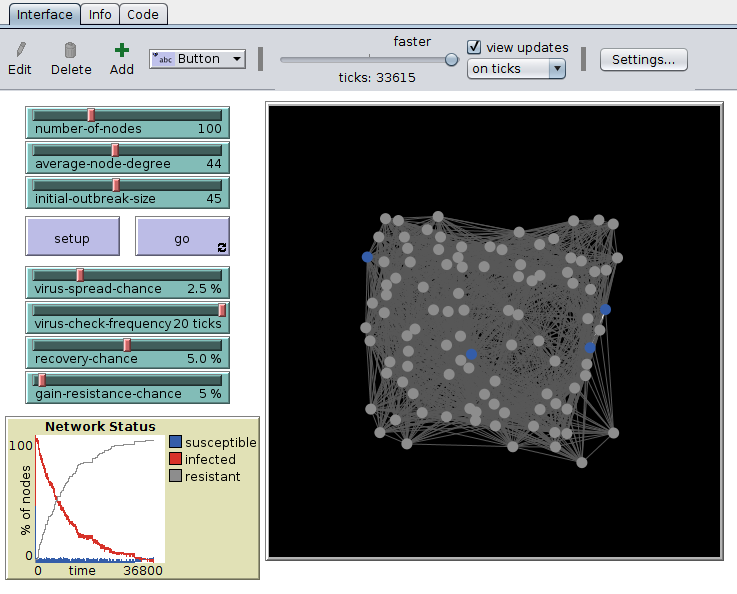 Interface Info Code
Edit Delete Add abc Button faster view updates
ticks: 33615 on ticks Settings...
number-of-nodes 100
average-node-degree 44
initial-outbreak-size 45
setup go
virus-spread-chance 2.5 %
virus-check-frequency 20 ticks
recovery-chance 5.0 %
gain-resistance-chance 5 %
Network Status
100
% of nodes
0
0 time 36800
susceptible
infected
resistant